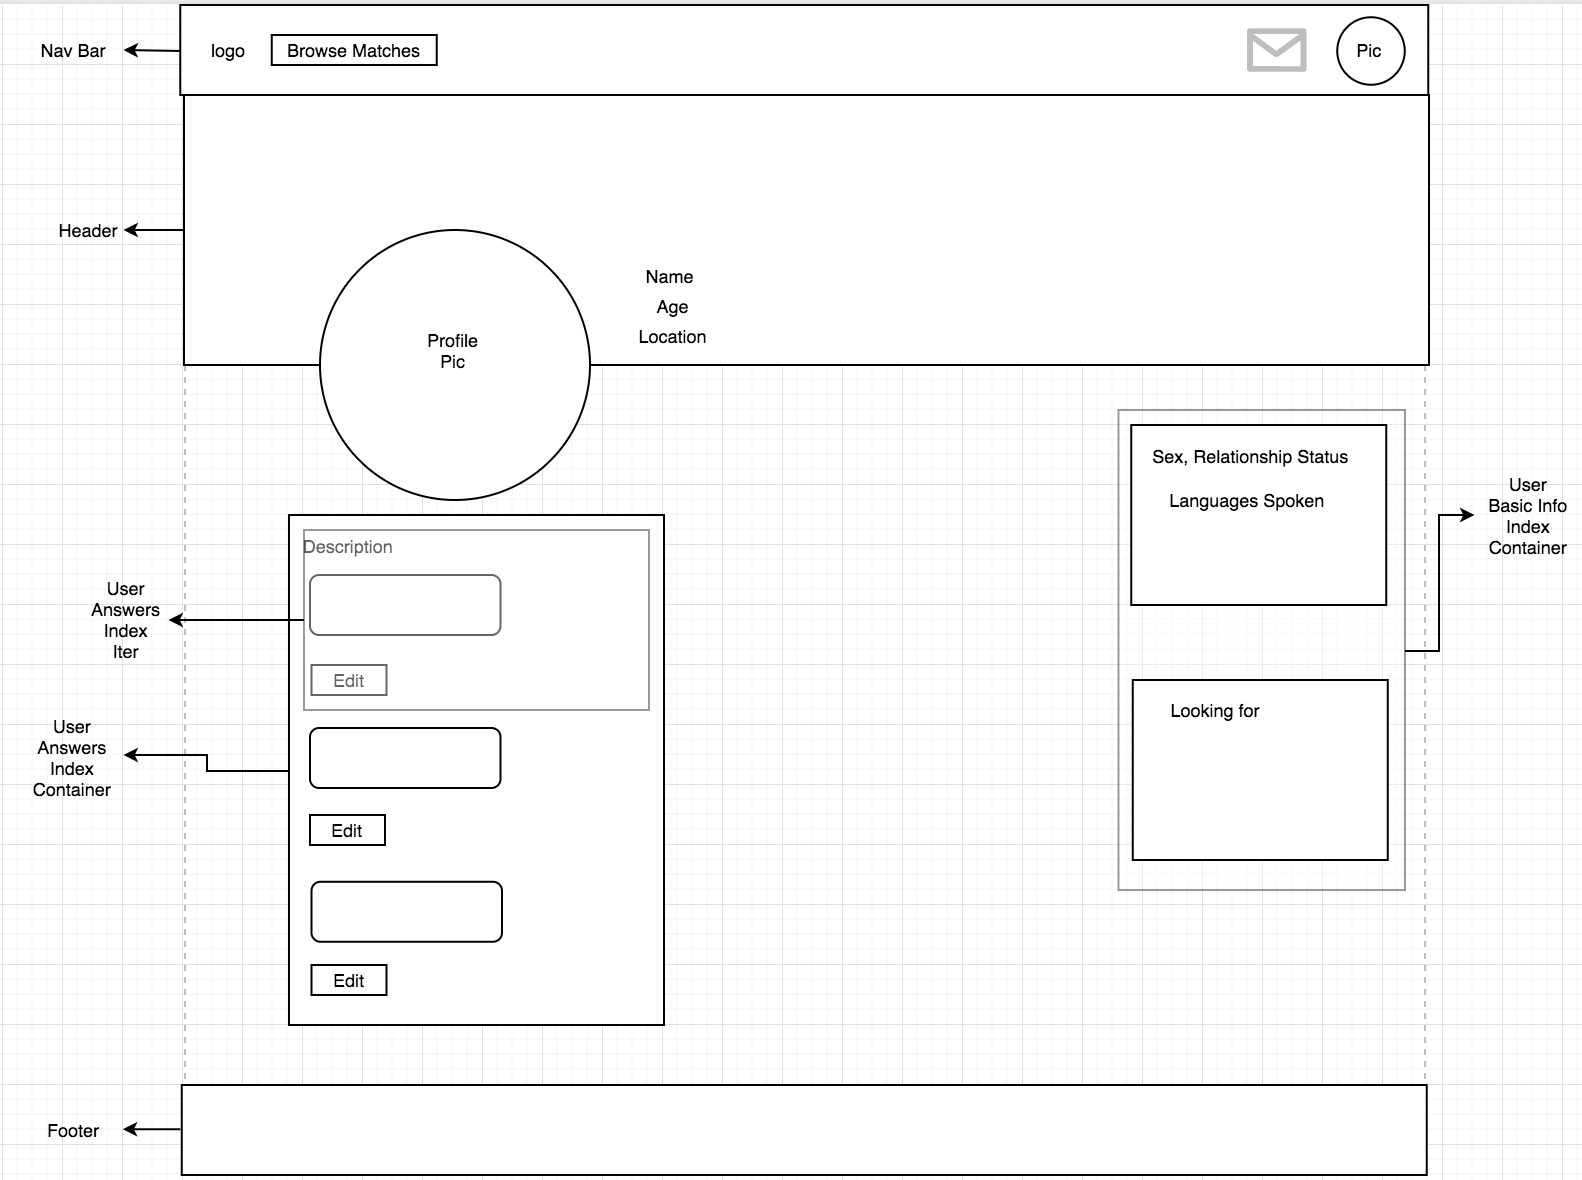 Nav Bar
logo
Browse Matches
Pic
Header
Name
Age
Location
Profile
Pic
Sex, Relationship Status
Languages Spoken
User
Basic Info
Index
Container
Description
User
Answers
Index
Iter
Edit
Looking for
User
Answers
Index
Container
Edit
Edit
Footer